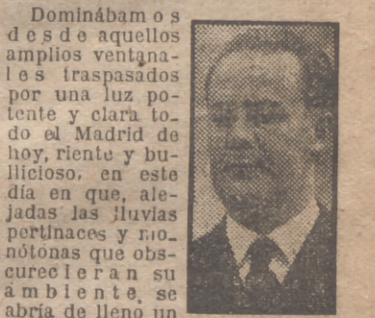 Dominábamos
desde aquellos
amplios ventana-
les traspasados
por una luz po-
tente y clara to-
do el Madrid de
hoy, riente y bu-
llicioso, en este
día en que, ale-
jadas las lluvias
pertinaces y mo-
nótonas que obs-
curecieran su
ambiente, se
abría de lleno un